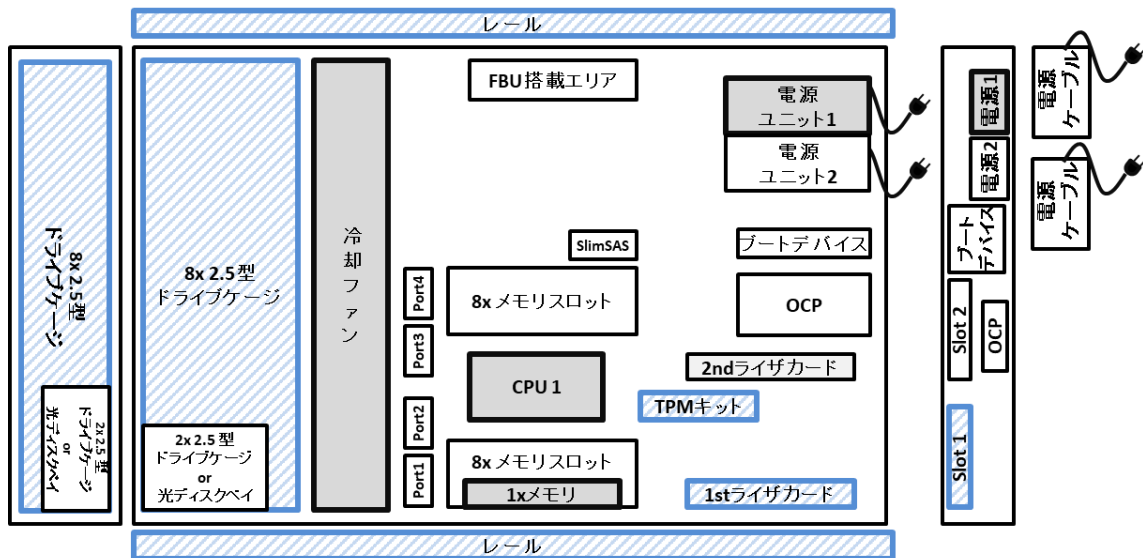 レール
8x 2.5型
ドライブケージ
2x 2.5型
ドライブケージ
or
光ディスクベイ
8x 2.5型
ドライブケージ
2x 2.5型
ドライブケージ
or
光ディスクベイ
冷却ファン
FBU搭載エリア
電源
ユニット1
電源
ユニット2
SlimSAS
ブートデバイス
Port4
Port3
Port2
Port1
8xメモリスロット
OCP
CPU 1
2ndライザカード
TPMキット
8xメモリスロット
1xメモリ
1stライザカード
電源1
電源2
ブート
デバイス
Slot 2
OCP
Slot 1
電源
ケーブル
電源
ケーブル
レール